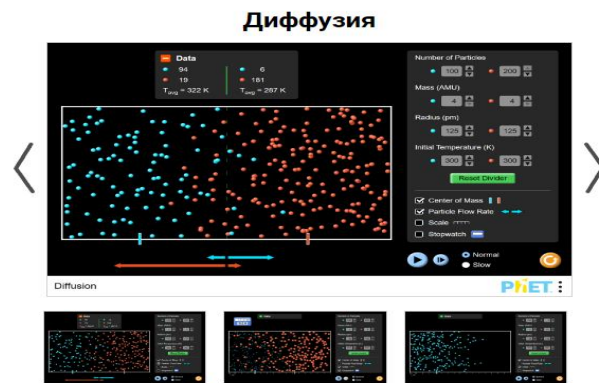 Диффузия
Data
94 6
19 181
Tavg = 322 K Tavg = 287 K
Number of Particles
100 200
Mass (AMU)
4 4
Radius (pm)
125 125
Initial Temperature (K)
300 300
Reset Divider
Center of Mass
Particle Flow Rate
Scale
Stopwatch
Normal
Slow
Diffusion
PhET